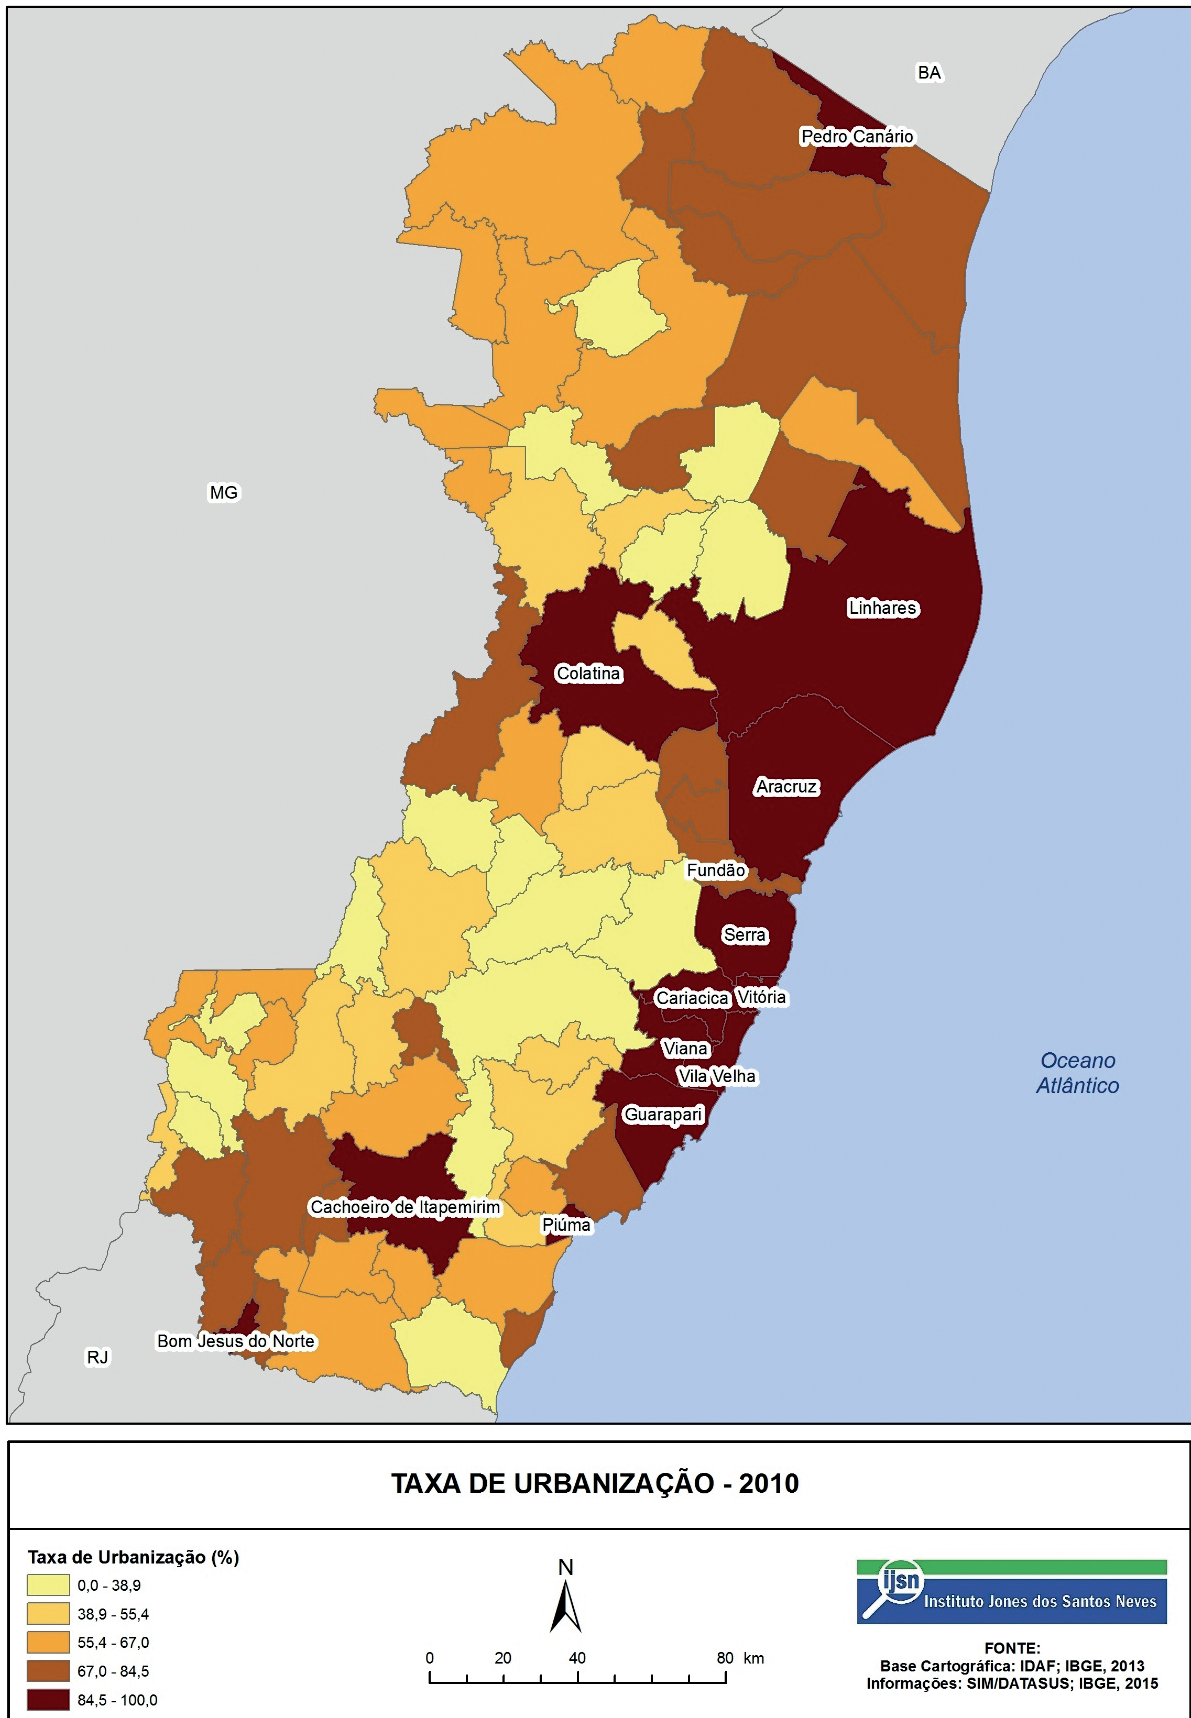 BA
Pedro Canário
MG
Linhares
Colatina
Aracruz
Fundão
Serra
Cariacica
Vitória
Viana
Vila Velha
Oceano
Atlântico
Guarapari
Cachoeiro de Itapemirim
Piúma
Bom Jesus do Norte
RJ
TAXA DE URBANIZAÇÃO - 2010
Taxa de Urbanização (%)
0,0 - 38,9
38,9 - 55,4
55,4 - 67,0
67,0 - 84,5
84,5 - 100,0
N
0 20 40 80 km
ijsn Instituto Jones dos Santos Neves
FONTE:
Base Cartográfica: IDAF; IBGE, 2013
Informações: SIM/DATASUS; IBGE, 2015